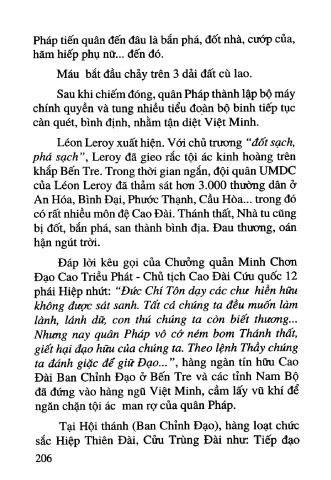 Pháp tiến quân đến đâu là bắn phá, đốt nhà, cướp của,
hãm hiếp phụ nữ... đến đó.
Máu bắt đầu chảy trên 3 dải đất cù lao.
Sau khi chiếm đóng, quân Pháp thành lập bộ máy
chính quyền và tung nhiều tiểu đoàn bộ binh tiếp tục
càn quét, bình định, nhằm tận diệt Việt Minh.
Léon Leroy xuất hiện. Với chủ trương "đốt sạch,
phá sạch", Leroy đã gieo rắc tội ác kinh hoàng trên
khắp Bến Tre. Trong thời gian ngắn, đội quân UMDC
của Léon Leroy đã thảm sát hơn 3.000 thường dân ở
An Hóa, Bình Đại, Phước Thạnh, Cầu Hòa... trong đó
có rất nhiều môn đệ Cao Đài. Thánh thất, Nhà tu cũng
bị đốt, bắn phá, san thành bình địa. Đau thương, oán
hận ngút trời.
Đáp lời kêu gọi của Chưởng quản Minh Chơn
Đạo Cao Triều Phát - Chủ tịch Cao Đài Cứu quốc 12
phái Hiệp nhứt: "Đức Chí Tôn dạy các chư hiền hữu
không được sát sanh. Tất cả chúng ta đều muốn làm
lành, lánh dữ, con thú chúng ta còn biết thương...
Nhưng nay quân Pháp vô cớ ném bom Thánh thất,
giết hại đạo hữu của chúng ta. Theo lệnh Thầy chúng
ta đánh giặc để giữ Đạo...", hàng ngàn tín hữu Cao
Đài Ban Chỉnh Đạo ở Bến Tre và các tỉnh Nam Bộ
đã đứng vào hàng ngũ Việt Minh, cầm lấy vũ khí để
ngăn chặn tội ác man rợ của quân Pháp.
Tại Hội thánh (Ban Chỉnh Đạo), hàng loạt chức
sắc Hiệp Thiên Đài, Cửu Trùng Đài như: Tiếp đạo
206